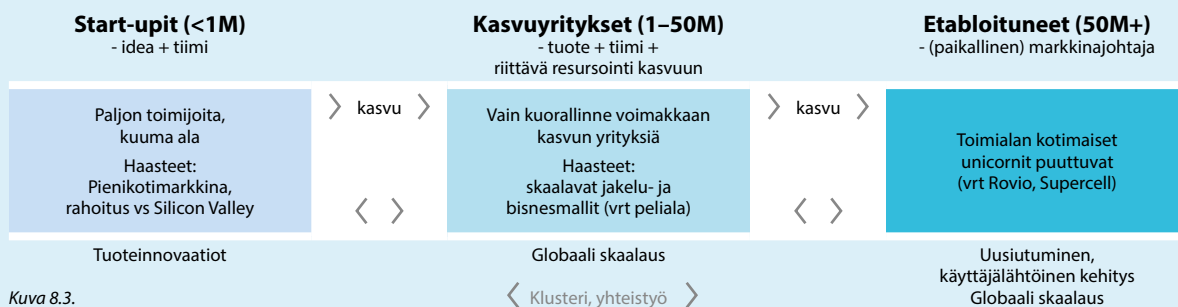 Start-upit (<1M)
- idea + tiimi
Kasvuyritykset (1–50M)
- tuote + tiimi +
riittävä resursointi kasvuun
Etabloituneet (50M+)
- (paikallinen) markkinajohtaja
Paljon toimijoita,
kuuma ala
Haasteet:
Pienikotimarkkina,
rahoitus vs Silicon Valley
kasvu
Vain kuorallinne voimakkaan
kasvun yrityksiä
Haasteet:
skaalavat jakelu- ja
bisnesmallit (vrt peliala)
kasvu
Toimialan kotimaiset
unicornit puuttuvat
(vrt Rovio, Supercell)
Tuoteinnovaatiot
Globaali skaalaus
Uusiutuminen,
käyttäjälähtöinen kehitys
Globaali skaalaus
Kuva 8.3.
Klusteri, yhteistyö